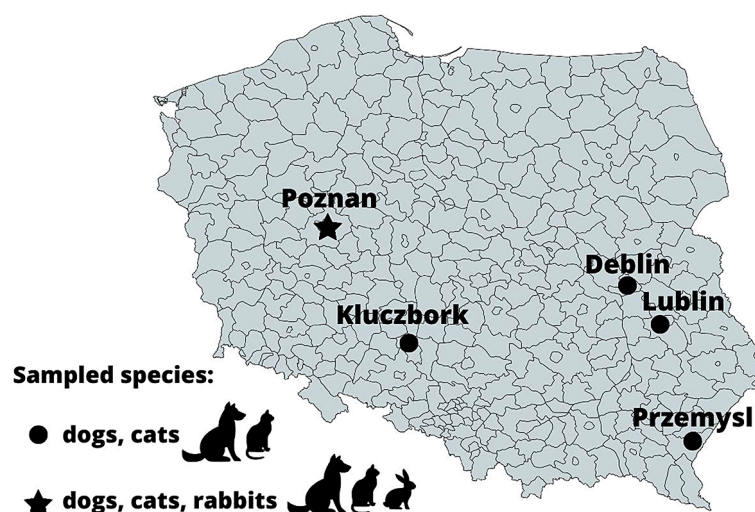 Poznan
Deblin
Lublin
Kluczbork
Sampled species:
Przemysl
dogs, cats
dogs, cats, rabbits